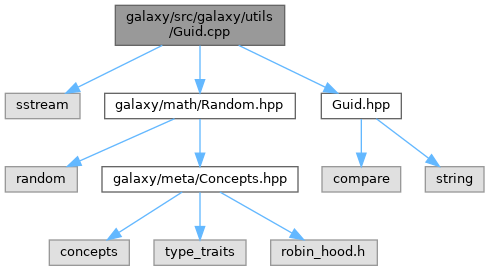 galaxy/src/galaxy/utils
/Guid.cpp
sstream
galaxy/math/Random.hpp
Guid.hpp
random
galaxy/meta/Concepts.hpp
compare
string
concepts
type_traits
robin_hood.h